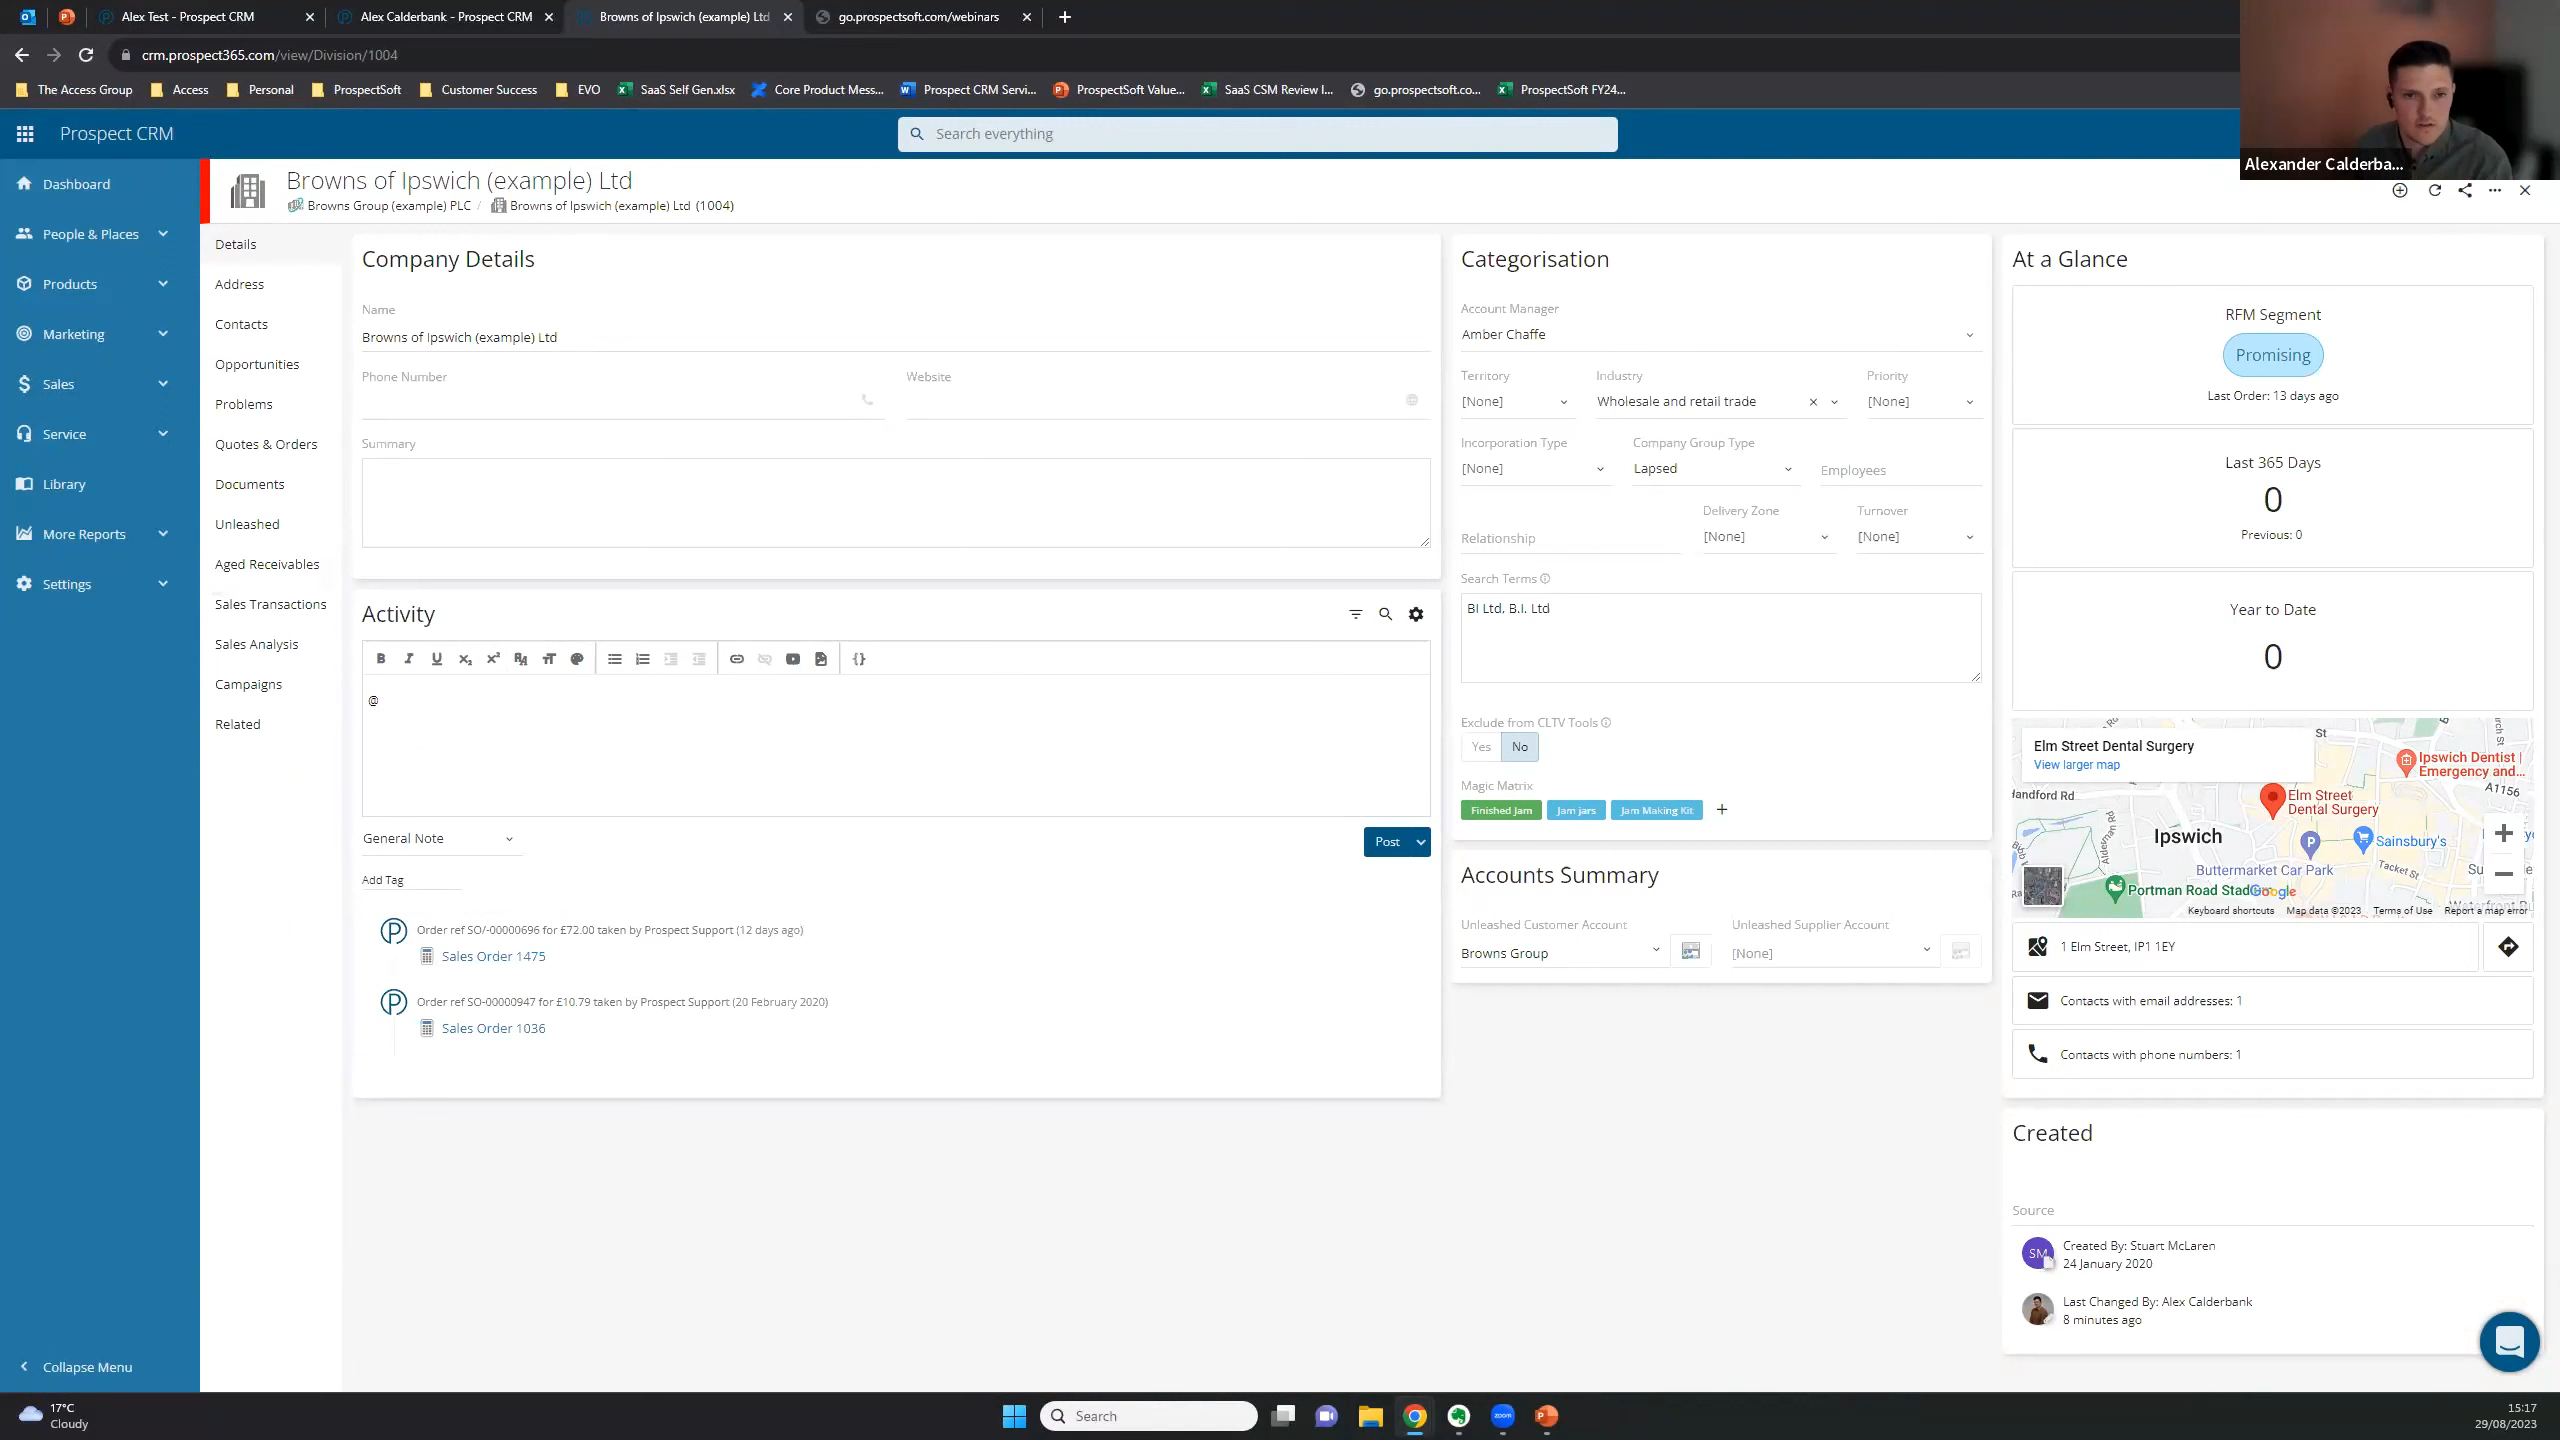 Alex Test - Prospect CRM
Alex Calderbank - Prospect CRM
Browns of Ipswich (example) Ltd
go.prospectsoft.com/webinars
crm.prospect365.com/view/Division/1004
The Access Group
Access
Personal
ProspectSoft
Customer Success
EVO
SaaS Self Gen.xlsx
Core Product Mess...
Prospect CRM Servi...
ProspectSoft Value...
SaaS CSM Review I...
go.prospectsoft.co...
ProspectSoft FY24...
Prospect CRM
Search everything
Alexander Calderba...
Dashboard
People & Places
Products
Marketing
Sales
Service
Library
More Reports
Settings
Collapse Menu
Browns of Ipswich (example) Ltd
Browns Group (example) PLC / Browns of Ipswich (example) Ltd (1004)
Details
Address
Contacts
Opportunities
Problems
Quotes & Orders
Documents
Unleashed
Aged Receivables
Sales Transactions
Sales Analysis
Campaigns
Related
Company Details
Name
Browns of Ipswich (example) Ltd
Phone Number
Website
Summary
Activity
@
General Note
Post
Add Tag
Order ref SO/-00000696 for £72.00 taken by Prospect Support (12 days ago)
Sales Order 1475
Order ref SO-00000947 for £10.79 taken by Prospect Support (20 February 2020)
Sales Order 1036
Categorisation
Account Manager
Amber Chaffe
Territory
Industry
Priority
[None]
Wholesale and retail trade
[None]
Incorporation Type
Company Group Type
[None]
Lapsed
Employees
Delivery Zone
Turnover
Relationship
[None]
[None]
Search Terms
BI Ltd, B.I. Ltd
Exclude from CLTV Tools
Yes
No
Magic Matrix
Finished Jam
Jam jars
Jam Making Kit
Accounts Summary
Unleashed Customer Account
Unleashed Supplier Account
Browns Group
[None]
At a Glance
RFM Segment
Promising
Last Order: 13 days ago
Last 365 Days
0
Previous: 0
Year to Date
0
Elm Street Dental Surgery
View larger map
St
Ipswich Dentist |
Emergency and...
A1156
Handford Rd
Elm Street
Dental Surgery
Ipswich
Sainsbury's
Buttermarket Car Park
Tacket St
Portman Road Stad
Google
Keyboard shortcuts
Map data ©2023
Terms of Use
Report a map error
1 Elm Street, IP1 1EY
Contacts with email addresses: 1
Contacts with phone numbers: 1
Created
Source
SM
Created By: Stuart McLaren
24 January 2020
Last Changed By: Alex Calderbank
8 minutes ago
17°C
Cloudy
Search
zoom
15:17
29/08/2023